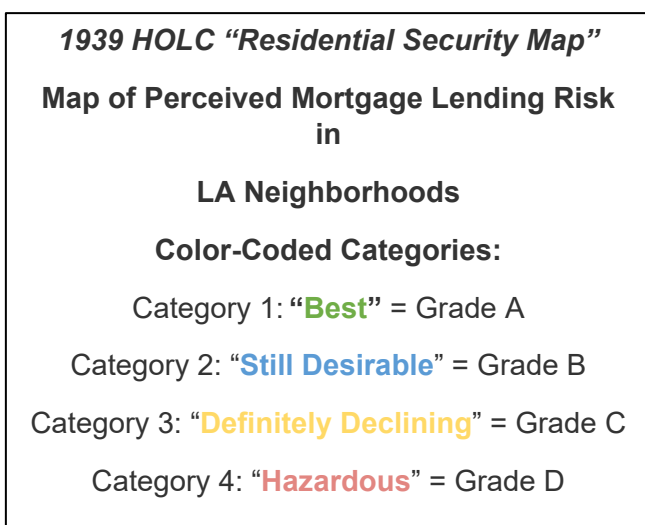 1939 HOLC “Residential Security Map”
Map of Perceived Mortgage Lending Risk
in
LA Neighborhoods
Color-Coded Categories:
Category 1: “Best” = Grade A
Category 2: “Still Desirable” = Grade B
Category 3: “Definitely Declining” = Grade C
Category 4: “Hazardous” = Grade D